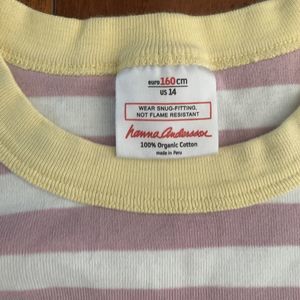 euro 160 cm
US 14
WEAR SNUG-FITTING,
NOT FLAME RESISTANT
hanna Andersson
100% Organic Cotton
made in Peru